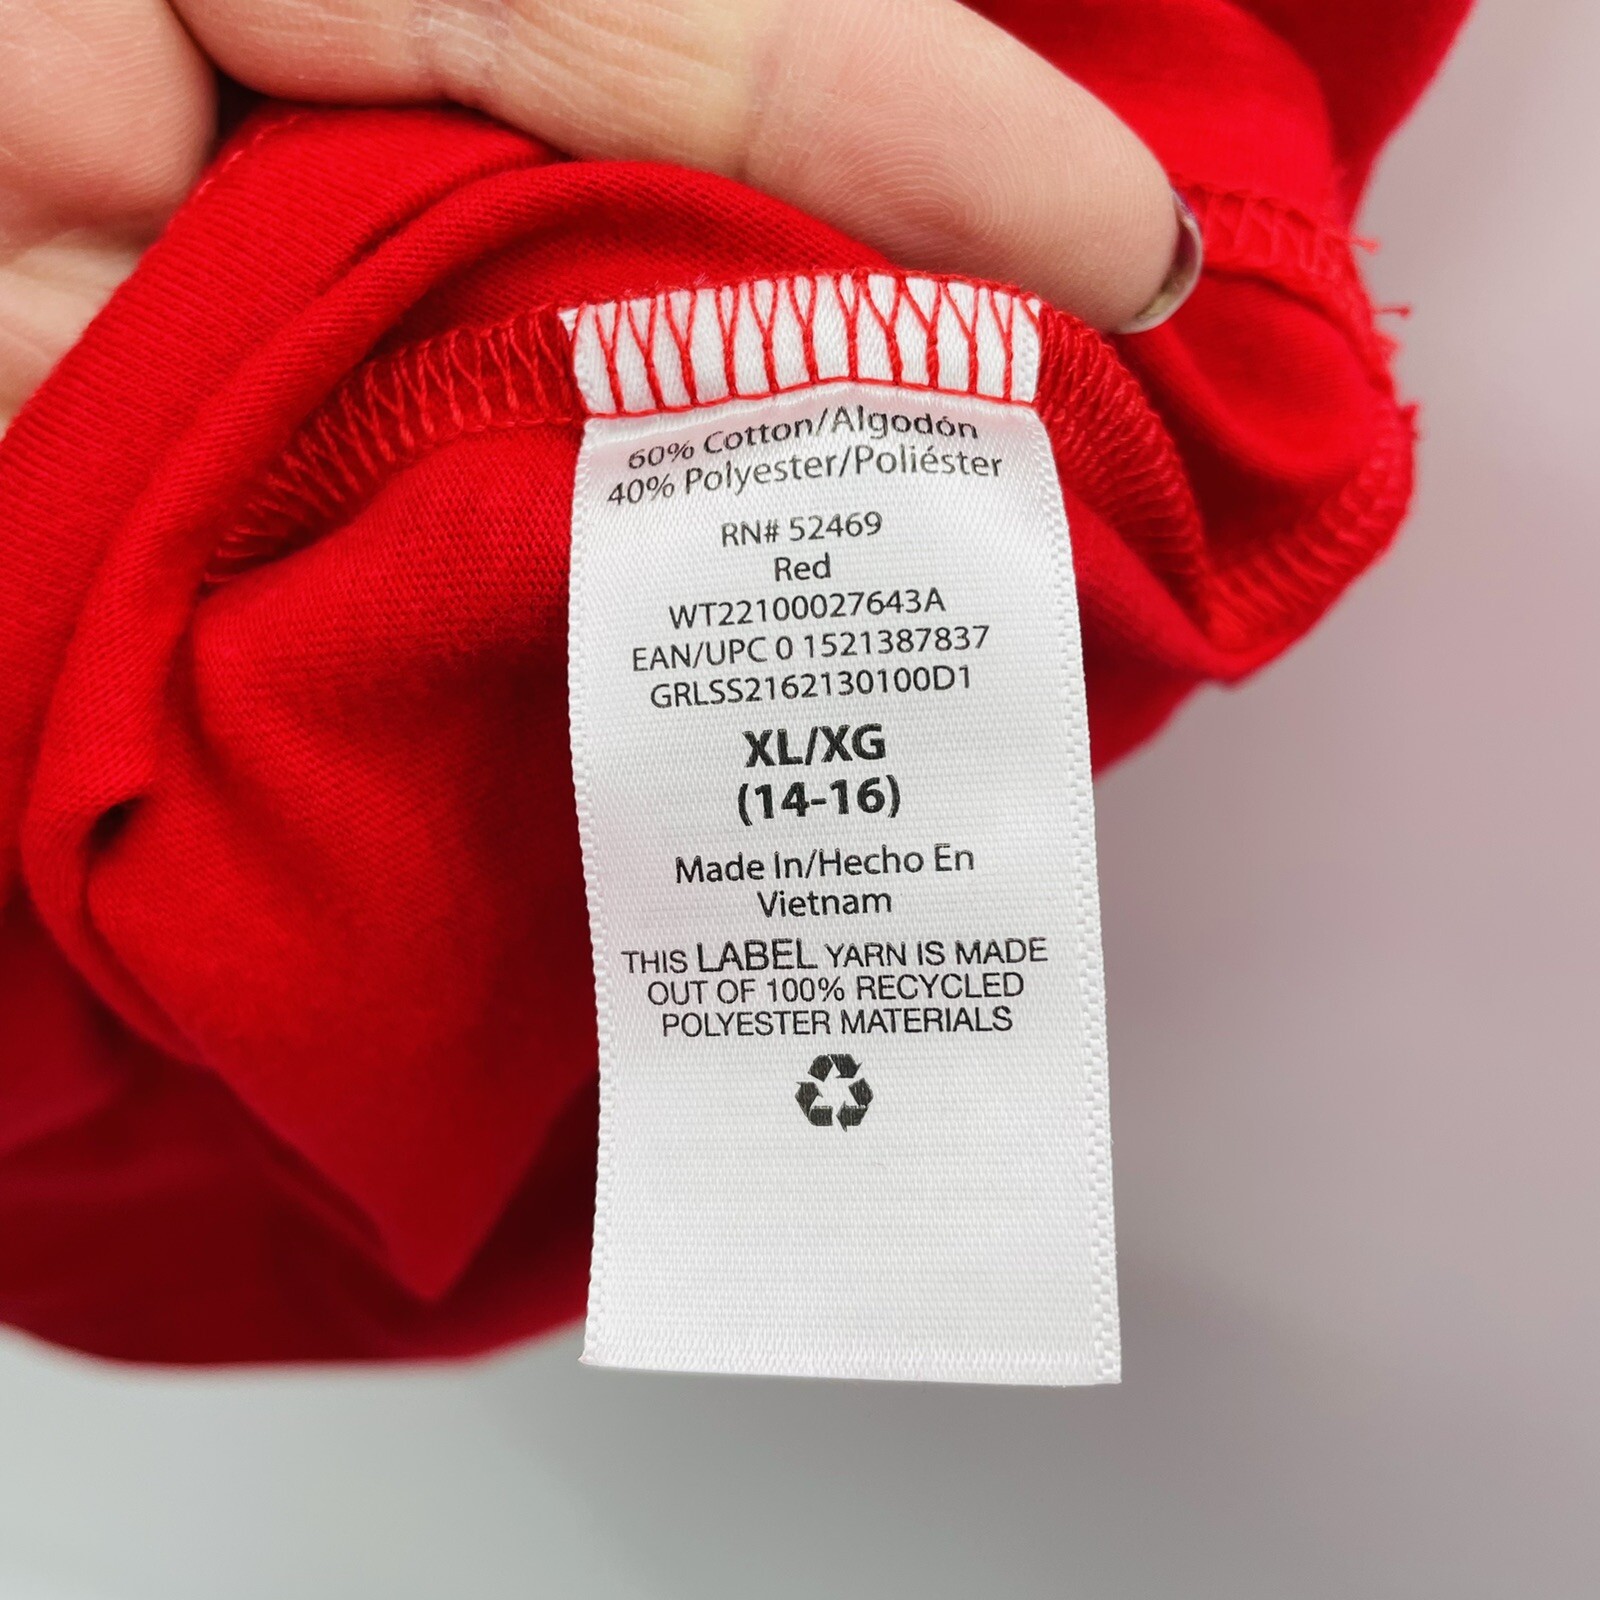 60% Cotton/Algodón
40% Polyester/Poliéster
RN# 52469
Red
WT22100027643A
EAN/UPC 0 1521387837
GRLSS2162130100D1
XL/XG
(14-16)
Made In/Hecho En
Vietnam
THIS LABEL YARN IS MADE
OUT OF 100% RECYCLED
POLYESTER MATERIALS